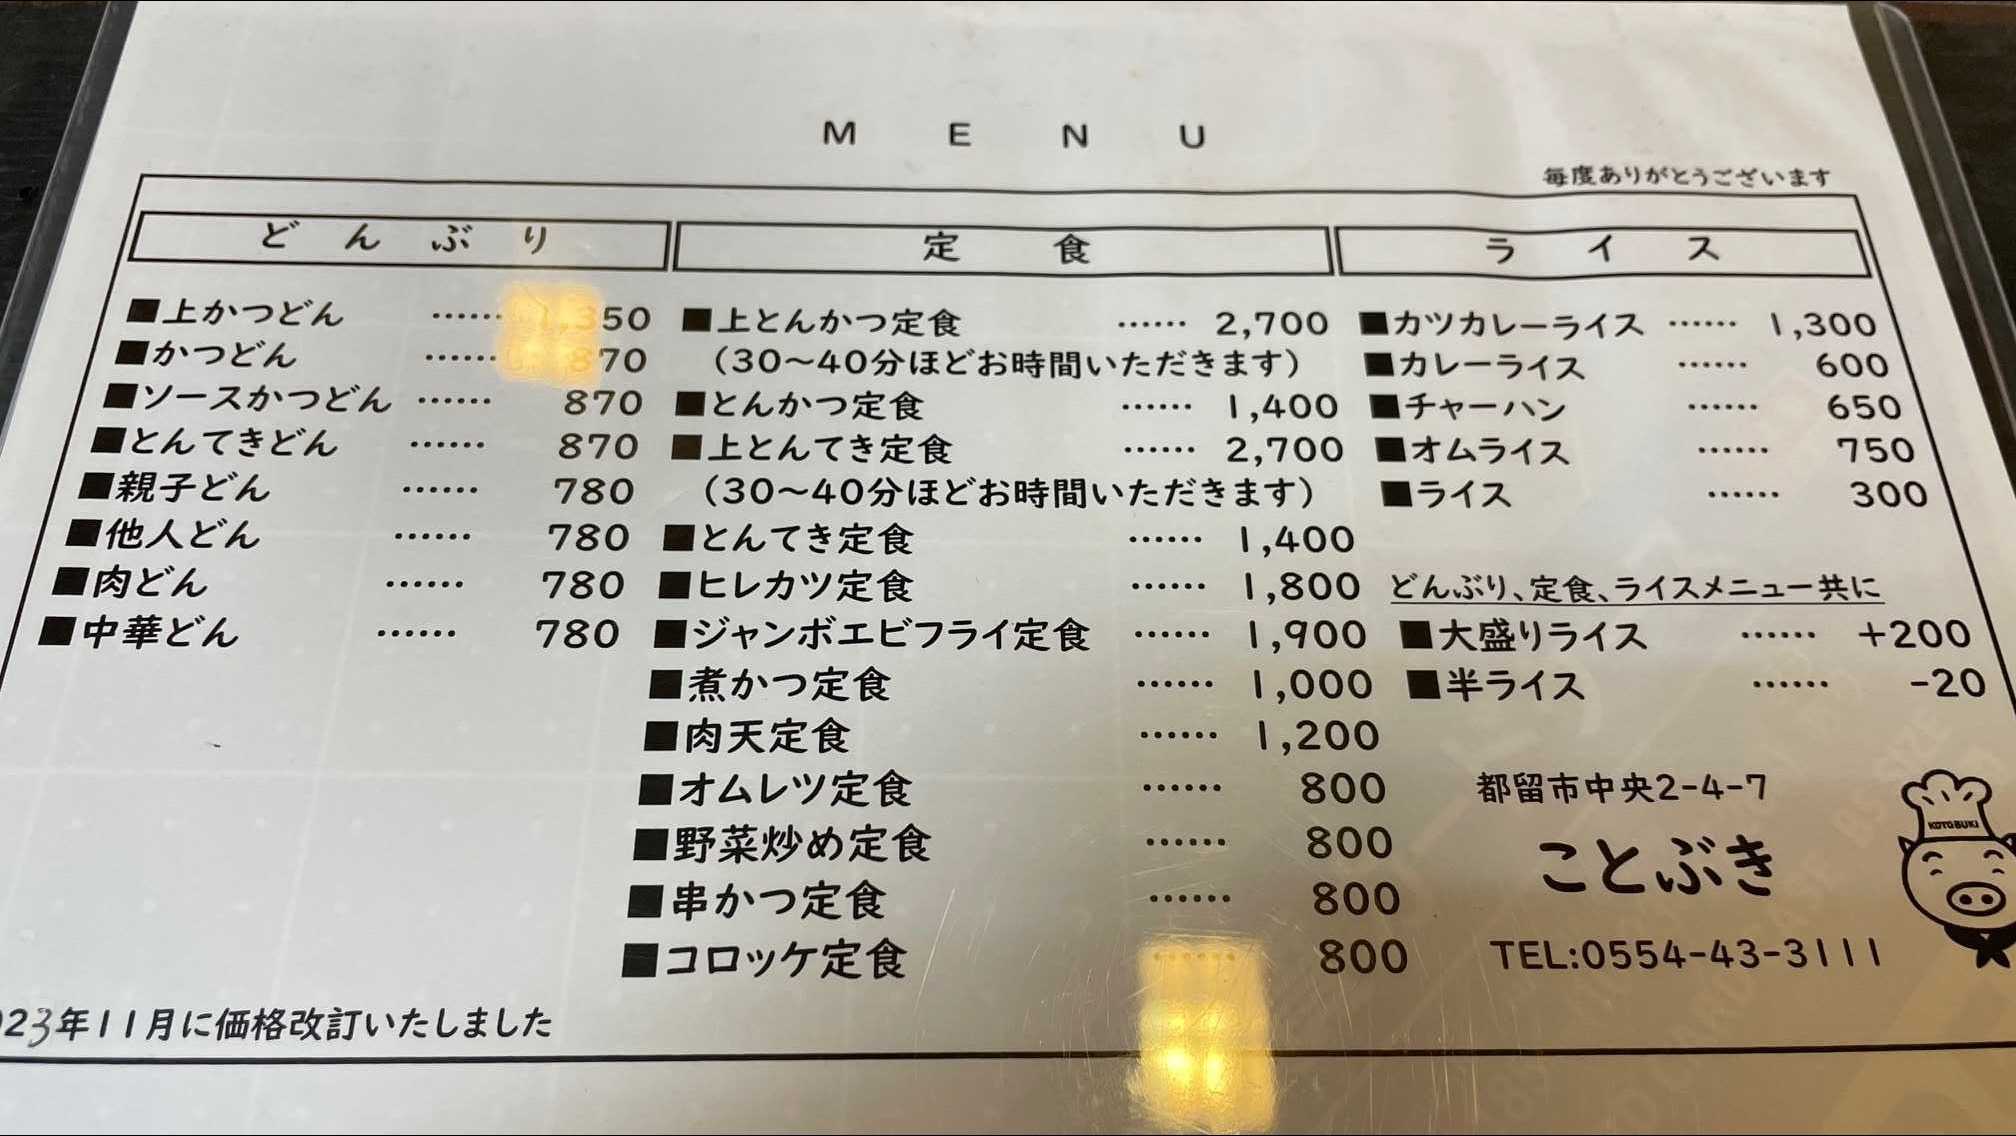 MENU
毎度ありがとうございます
どんぶり
■上かつどん …… 1,350
■かつどん …… 870
■ソースかつどん …… 870
■とんてきどん …… 870
■親子どん …… 780
■他人どん …… 780
■肉どん …… 780
■中華どん …… 780
定食
■上とんかつ定食 …… 2,700
（30～40分ほどお時間いただきます）
■とんかつ定食 …… 1,400
■上とんてき定食 …… 2,700
（30～40分ほどお時間いただきます）
■とんてき定食 …… 1,400
■ヒレカツ定食 …… 1,800
■ジャンボエビフライ定食 …… 1,900
■煮かつ定食 …… 1,000
■肉天定食 …… 1,200
■オムレツ定食 …… 800
■野菜炒め定食 …… 800
■串かつ定食 …… 800
■コロッケ定食 …… 800
ライス
■カツカレーライス …… 1,300
■カレーライス …… 600
■チャーハン …… 650
■オムライス …… 750
■ライス …… 300
どんぶり、定食、ライスメニュー共に
■大盛りライス …… +200
■半ライス …… -20
都留市中央2-4-7
ことぶき
TEL:0554-43-3111
KOTOBUKI
023年11月に価格改訂いたしました